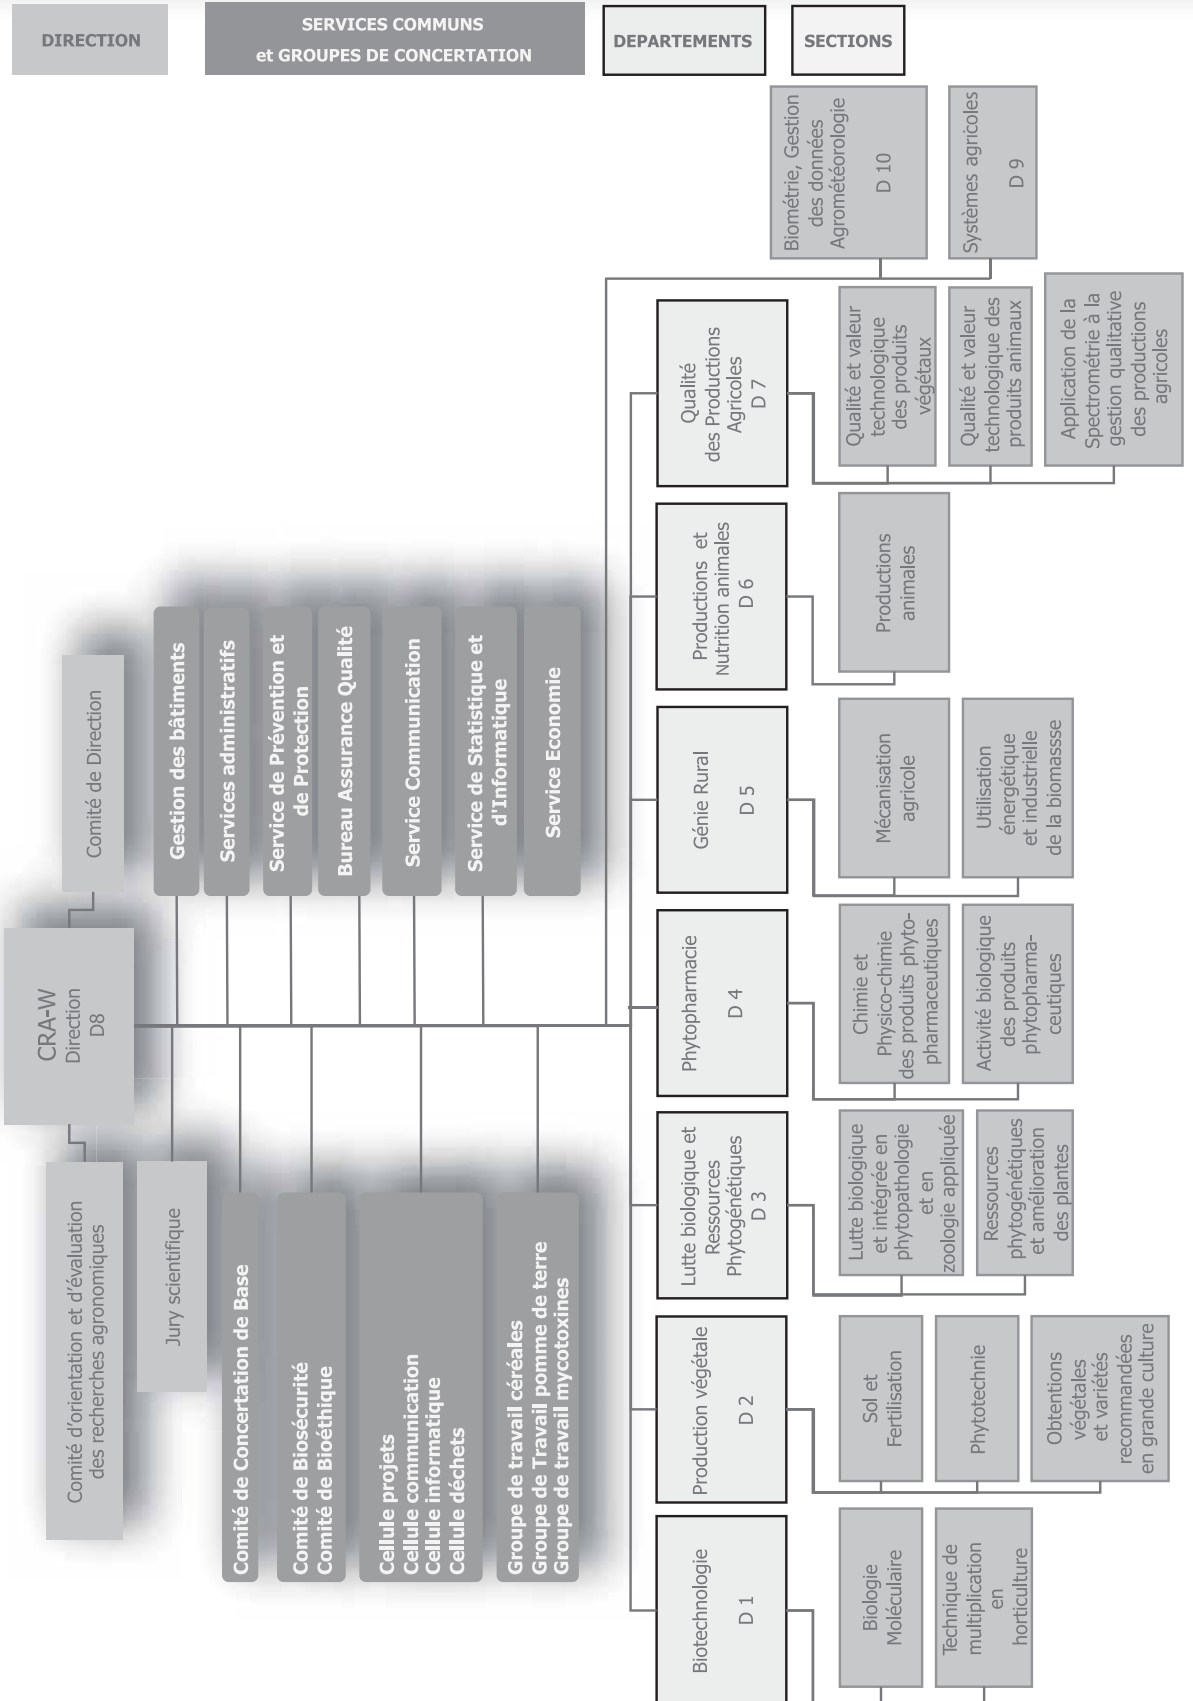 DIRECTION
SERVICES COMMUNS
et GROUPES DE CONCERTATION
DEPARTEMENTS
SECTIONS
CRA-W
Direction
D8
Comité de Direction
Comité d'orientation et d'évaluation
des recherches agronomiques
Jury scientifique
Gestion des bâtiments
Services administratifs
Service de Prévention et
de Protection
Bureau Assurance Qualité
Service Communication
Service de Statistique et
d'Informatique
Service Economie
Comité de Concertation de Base
Comité de Biosécurité
Comité de Bioéthique
Cellule projets
Cellule communication
Cellule informatique
Cellule déchets
Groupe de travail céréales
Groupe de Travail pomme de terre
Groupe de travail mycotoxines
Biotechnologie
D 1
Production végétale
D 2
Lutte biologique et
Ressources
Phytogénétiques
D 3
Phytopharmacie
D 4
Génie Rural
D 5
Productions et
Nutrition animales
D 6
Qualité
des Productions
Agricoles
D 7
Biologie
Moléculaire
Technique de
multiplication
en
horticulture
Sol et
Fertilisation
Phytotechnie
Obtentions
végétales
et variétés
recommandées
en grande culture
Lutte biologique
et intégrée en
phytopathologie
et en
zoologie appliquée
Ressources
phytogénétiques
et amélioration
des plantes
Chimie et
Physico-chimie
des produits phyto-
pharmaceutiques
Activité biologique
des produits
phytopharma-
ceutiques
Mécanisation
agricole
Utilisation
énergétique
et industrielle
de la biomassse
Productions
animales
Qualité et valeur
technologique
des produits
végétaux
Qualité et valeur
technologique des
produits animaux
Application de la
Spectrométrie à la
gestion qualitative
des productions
agricoles
Biométrie, Gestion
des données
Agrométéorologie
D 10
Systèmes agricoles
D 9